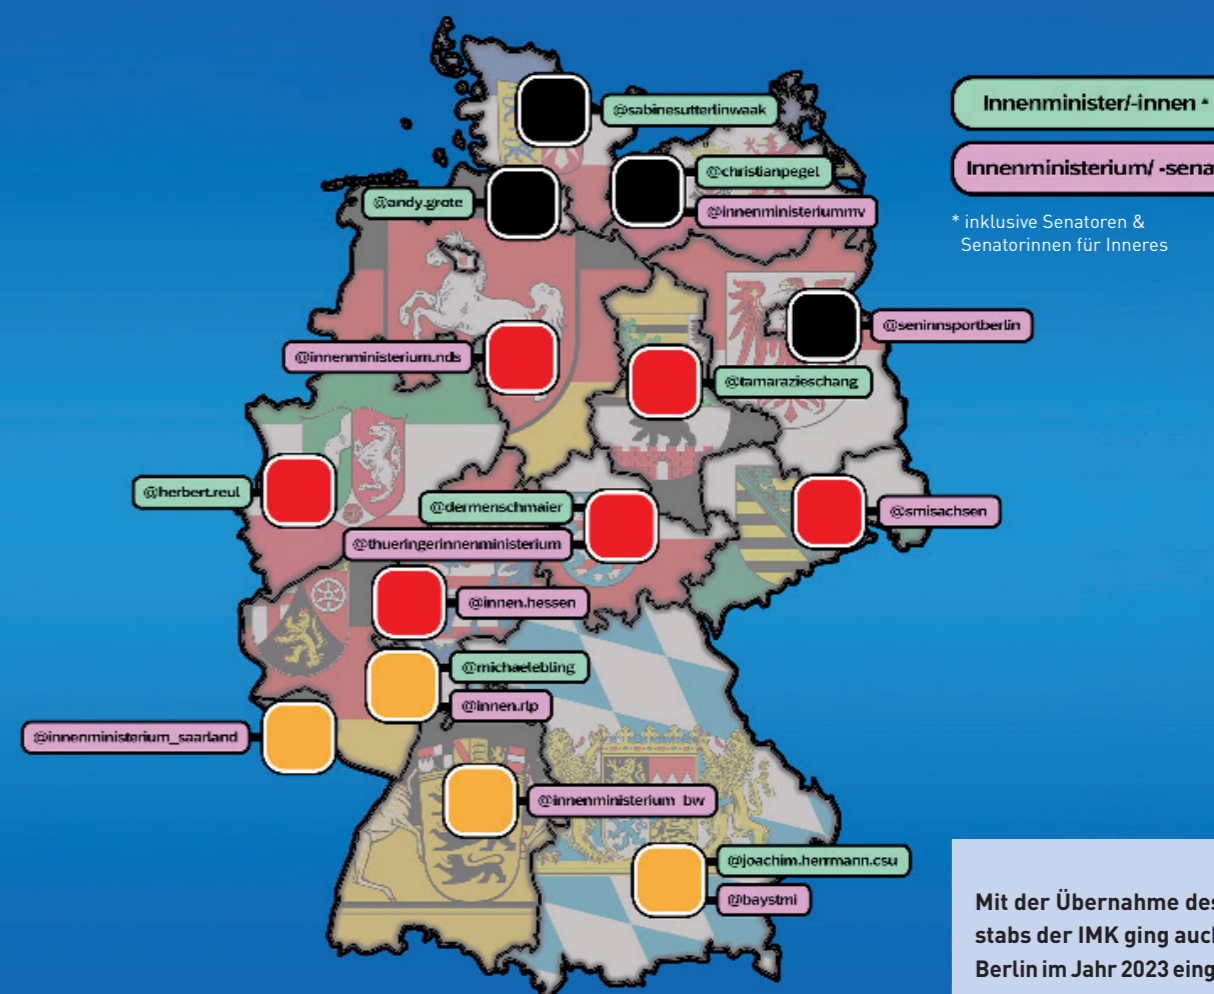 @sabinesutterlinwaak
Innenminister/-innen *
@christianpegel
Innenministerium/ -sena
@andy.grote
@innenministeriummv
* inklusive Senatoren &
Senatorinnen für Inneres
@seninnsportberlin
@innenministerium.nds
@tamarazieschang
@herbert.reul
@dermenschmaier
@smisachsen
@thueringerinnenministerium
@innen.hessen
@michaelebling
@innen.rlp
@innenministerium_saarland
@innenministerium_bw
@joachim.herrmann.csu
@baystmi
Mit der Übernahme des
stabs der IMK ging auch
Berlin im Jahr 2023 eing